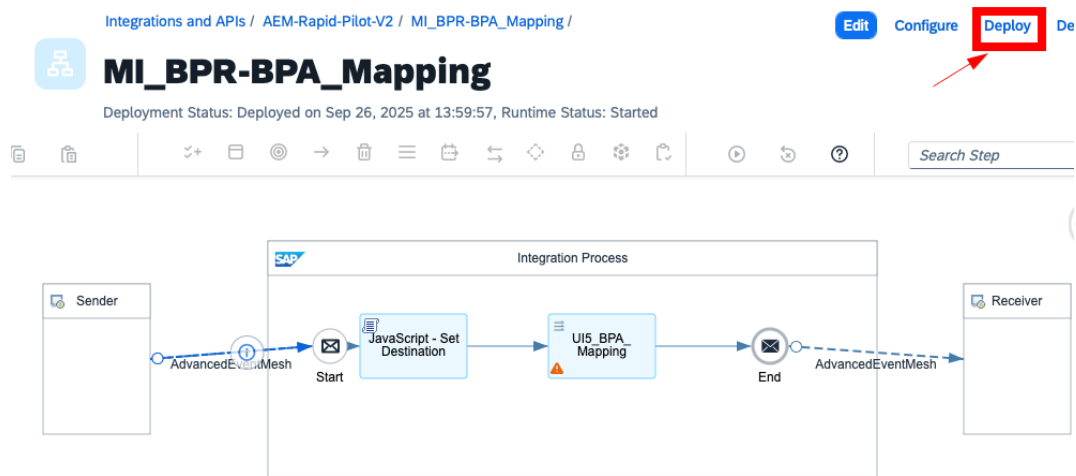 Integrations and APIs / AEM-Rapid-Pilot-V2 / MI_BPR-BPA_Mapping /
Edit Configure Deploy De
MI_BPR-BPA_Mapping
Deployment Status: Deployed on Sep 26, 2025 at 13:59:57, Runtime Status: Started
Search Step
SAP Integration Process
Sender
Receiver
JavaScript - Set
Destination
UI5_BPA_
Mapping
AdvancedEventMesh
Start
End
AdvancedEventMesh